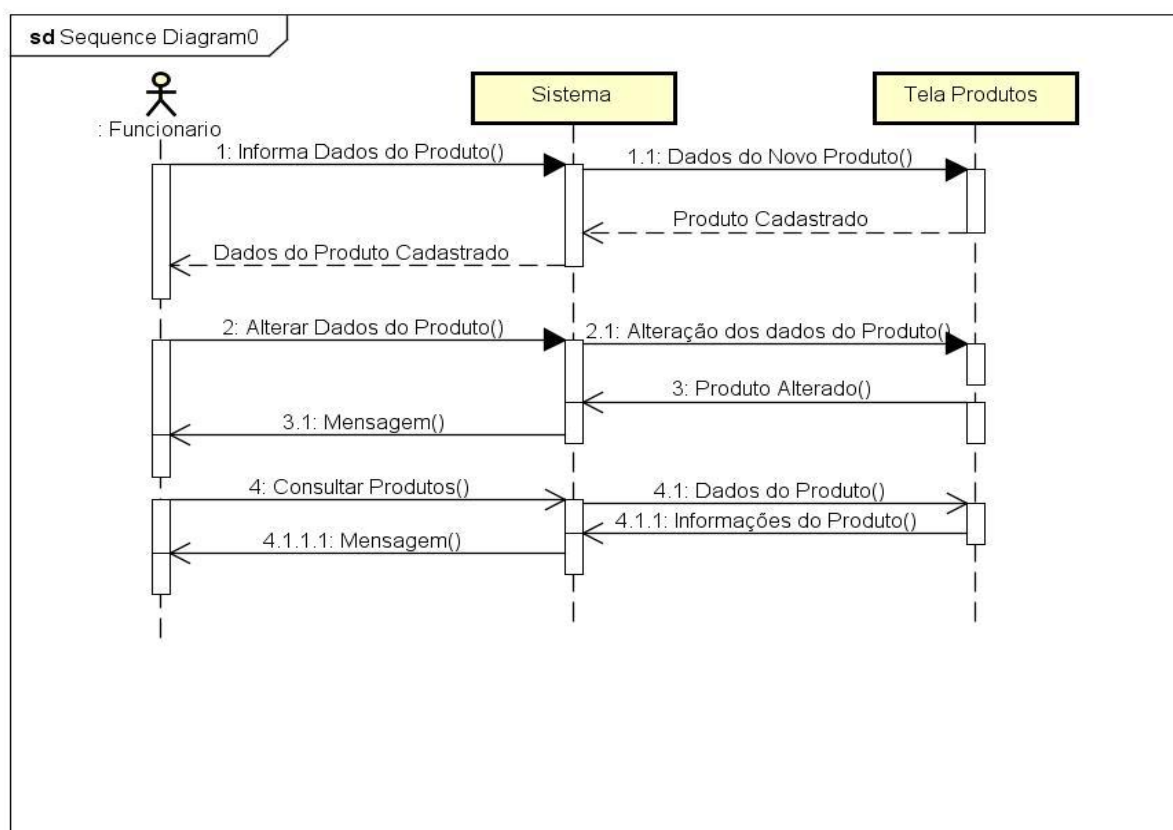 sd Sequence Diagram0
: Funcionario
Sistema
Tela Produtos
1: Informa Dados do Produto()
1.1: Dados do Novo Produto()
Produto Cadastrado
Dados do Produto Cadastrado
2: Alterar Dados do Produto()
2.1: Alteração dos dados do Produto()
3: Produto Alterado()
3.1: Mensagem()
4: Consultar Produtos()
4.1: Dados do Produto()
4.1.1: Informações do Produto()
4.1.1.1: Mensagem()